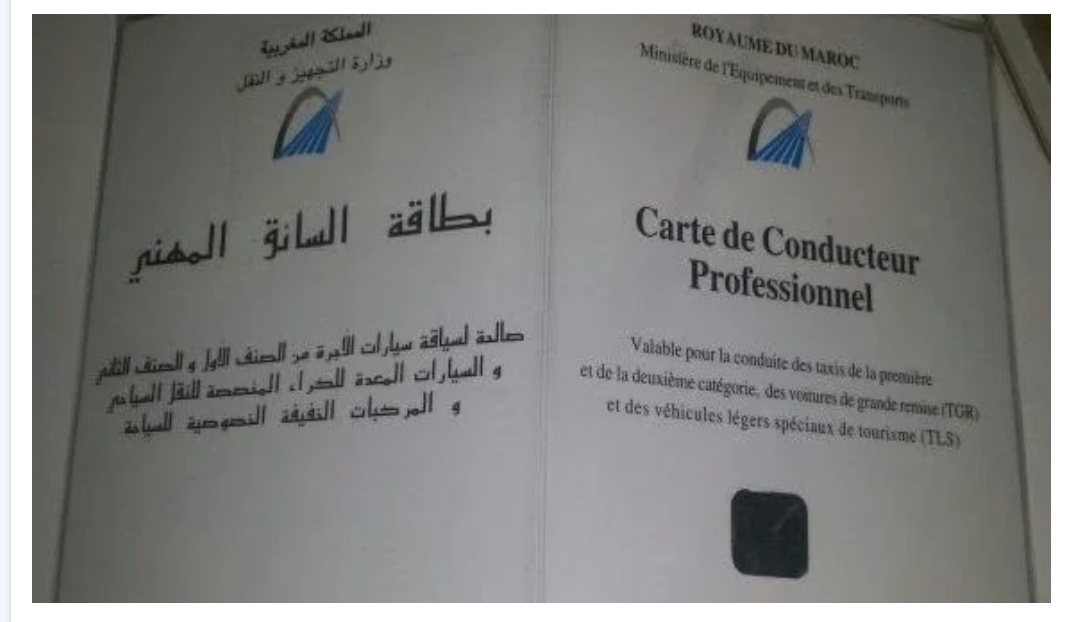 المملكة المغربية
وزارة التجهيز و النقل
بطاقة السائق المهني
صالحة لسياقة سيارات الأجرة من الصنف الأول و الصنف الثاني
و السيارات المعدة للكراء المخصصة للنقل السياحي
و المركبات الخفيفة الخصوصية للسياحة
ROYAUME DU MAROC
Ministère de l'Equipement et des Transports
Carte de Conducteur
Professionnel
Valable pour la conduite des taxis de la première
et de la deuxième catégorie, des voitures de grande remise (TGR)
et des véhicules légers spéciaux de tourisme (TLS)